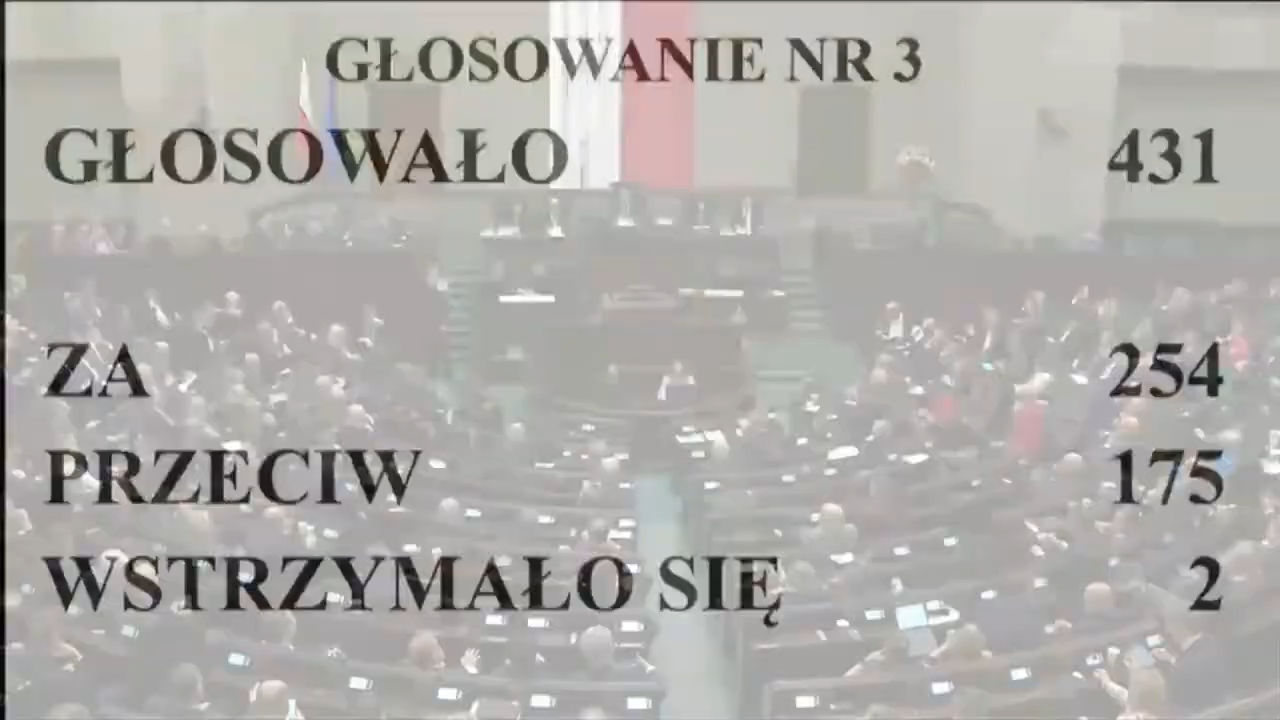 GŁOSOWANIE NR 3
GŁOSOWAŁO 431
ZA 254
PRZECIW 175
WSTRZYMAŁO SIĘ 2